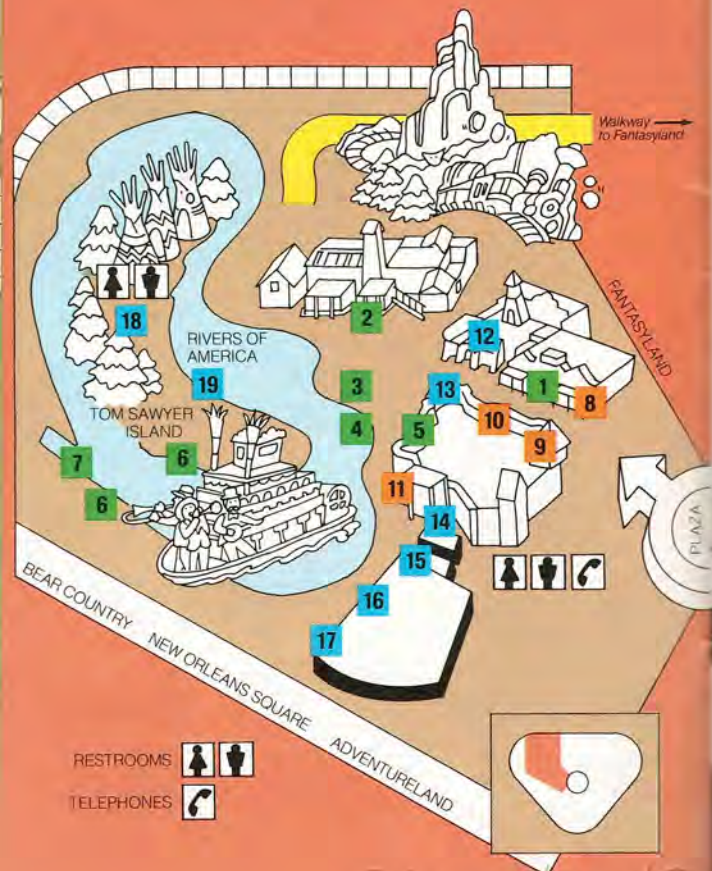 Walkway
to Fantasyland
FANTASYLAND
2
12
18
RIVERS OF
AMERICA
19
3
13
1
8
10
TOM SAWYER
ISLAND
4
5
9
7
6
6
11
14
PLAZA
15
16
17
BEAR COUNTRY NEW ORLEANS SQUARE ADVENTURELAND
RESTROOMS
TELEPHONES